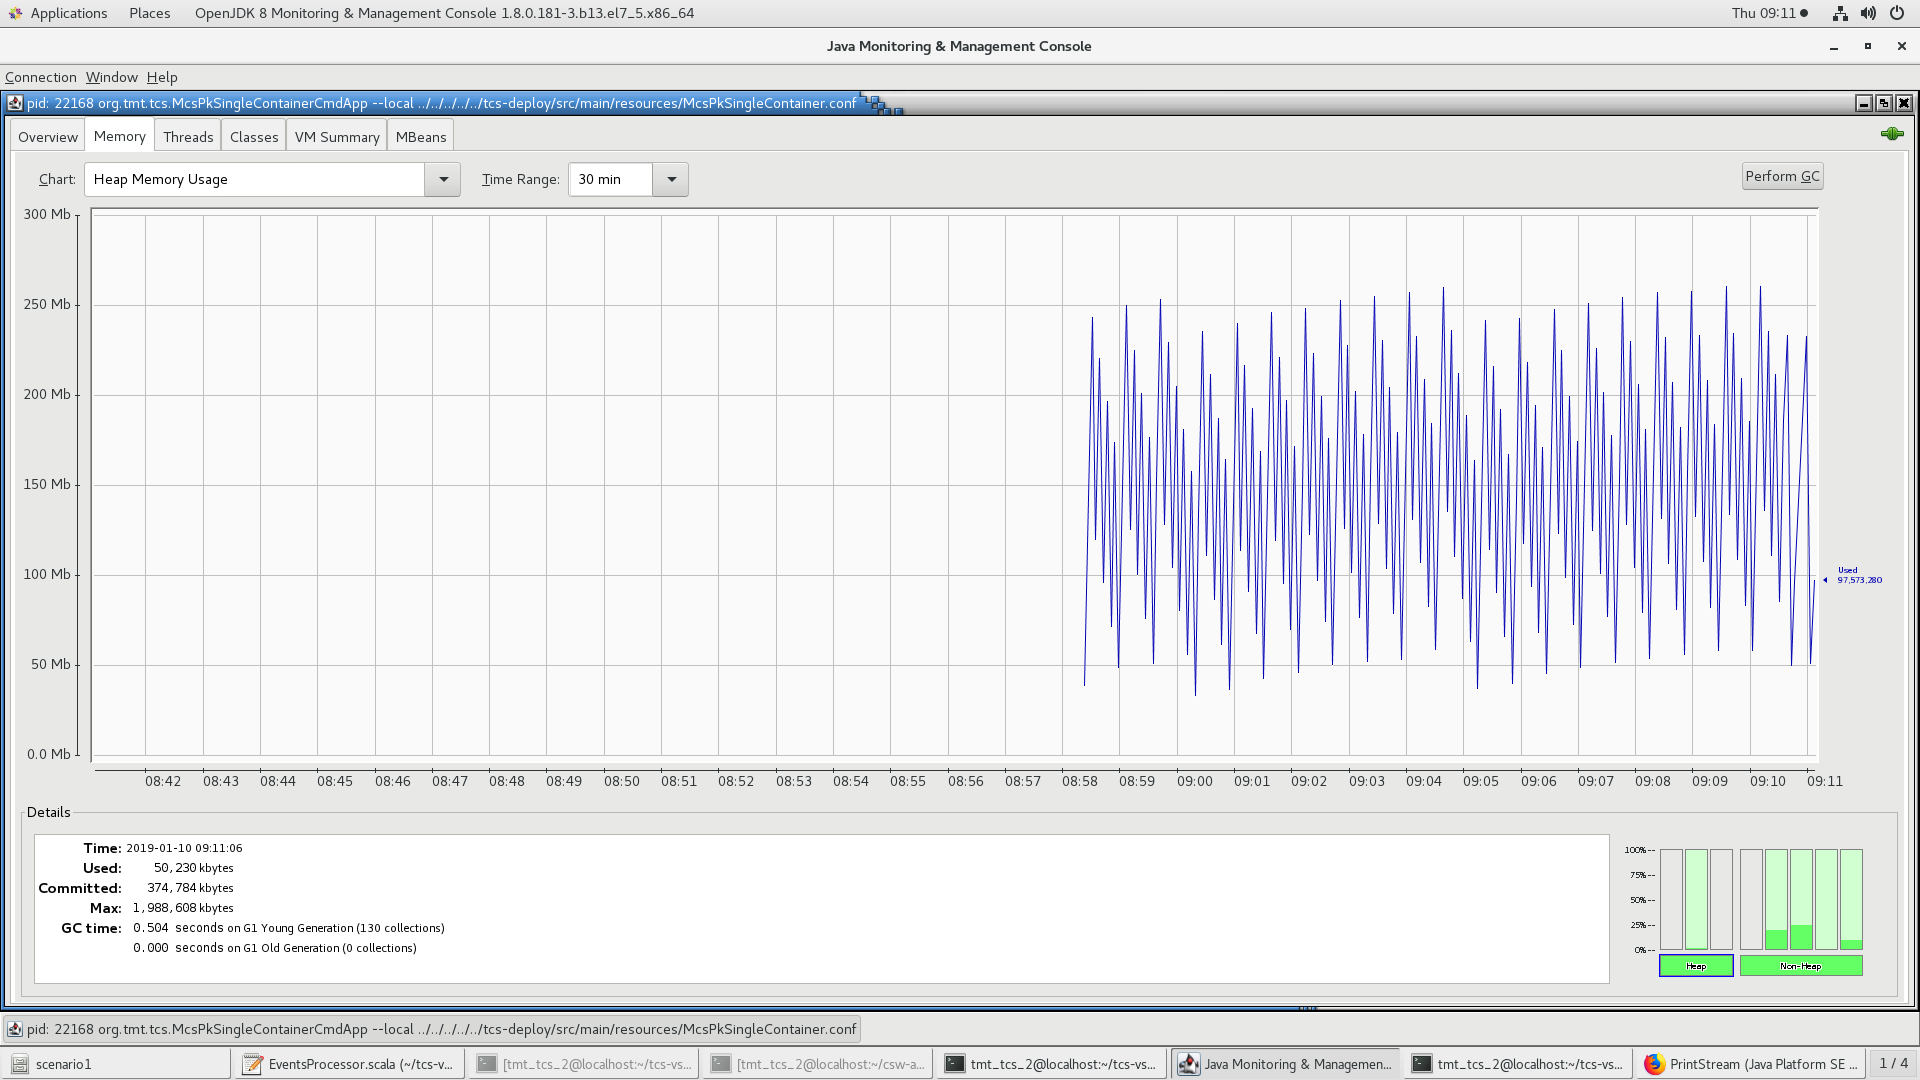 Applications Places OpenJDK 8 Monitoring & Management Console 1.8.0.181-3.b13.el7_5.x86_64 Thu 09:11
Java Monitoring & Management Console
Connection Window Help
pid: 22168 org.tmt.tcs.McsPkSingleContainerCmdApp --local ../../../../../tcs-deploy/src/main/resources/McsPkSingleContainer.conf
Overview Memory Threads Classes VM Summary MBeans
Chart: Heap Memory Usage Time Range: 30 min Perform GC
300 Mb
250 Mb
200 Mb
150 Mb
100 Mb
50 Mb
0.0 Mb
Used
97,573,280
08:42 08:43 08:44 08:45 08:46 08:47 08:48 08:49 08:50 08:51 08:52 08:53 08:54 08:55 08:56 08:57 08:58 08:59 09:00 09:01 09:02 09:03 09:04 09:05 09:06 09:07 09:08 09:09 09:10 09:11
Details
Time: 2019-01-10 09:11:06
Used: 50,230 kbytes
Committed: 374,784 kbytes
Max: 1,988,608 kbytes
GC time: 0.504 seconds on G1 Young Generation (130 collections)
0.000 seconds on G1 Old Generation (0 collections)
100%--
75%--
50%--
25%--
0%--
Heap Non-Heap
pid: 22168 org.tmt.tcs.McsPkSingleContainerCmdApp --local ../../../../../tcs-deploy/src/main/resources/McsPkSingleContainer.conf
scenario1 EventsProcessor.scala (~/tcs-v... [tmt_tcs_2@localhost:~/tcs-vs... [tmt_tcs_2@localhost:~/csw-a... tmt_tcs_2@localhost:~/tcs-vs... Java Monitoring & Managemen... tmt_tcs_2@localhost:~/tcs-vs... PrintStream (Java Platform SE ... 1 / 4